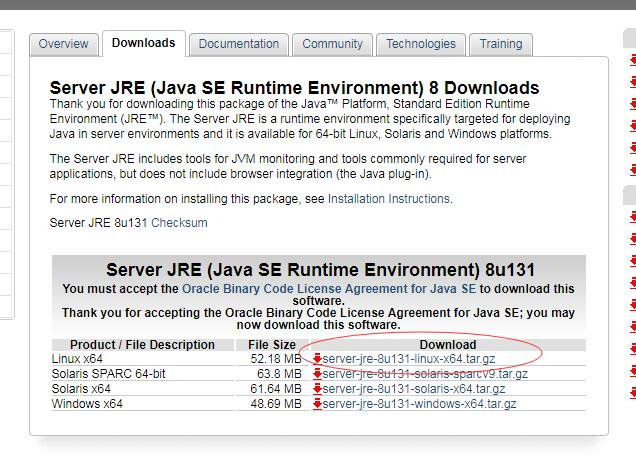 Overview Downloads Documentation Community Technologies Training
Server JRE (Java SE Runtime Environment) 8 Downloads
Thank you for downloading this package of the Java™ Platform, Standard Edition Runtime
Environment (JRE™). The Server JRE is a runtime environment specifically targeted for deploying
Java in server environments and it is available for 64-bit Linux, Solaris and Windows platforms.
The Server JRE includes tools for JVM monitoring and tools commonly required for server
applications, but does not include browser integration (the Java plug-in).
For more information on installing this package, see Installation Instructions.
Server JRE 8u131 Checksum
Server JRE (Java SE Runtime Environment) 8u131
You must accept the Oracle Binary Code License Agreement for Java SE to download this
software.
Thank you for accepting the Oracle Binary Code License Agreement for Java SE; you may
now download this software.
Product / File Description File Size Download
Linux x64 52.18 MB server-jre-8u131-linux-x64.tar.gz
Solaris SPARC 64-bit 63.8 MB server-jre-8u131-solaris-sparcv9.tar.gz
Solaris x64 61.64 MB server-jre-8u131-solaris-x64.tar.gz
Windows x64 48.69 MB server-jre-8u131-windows-x64.tar.gz